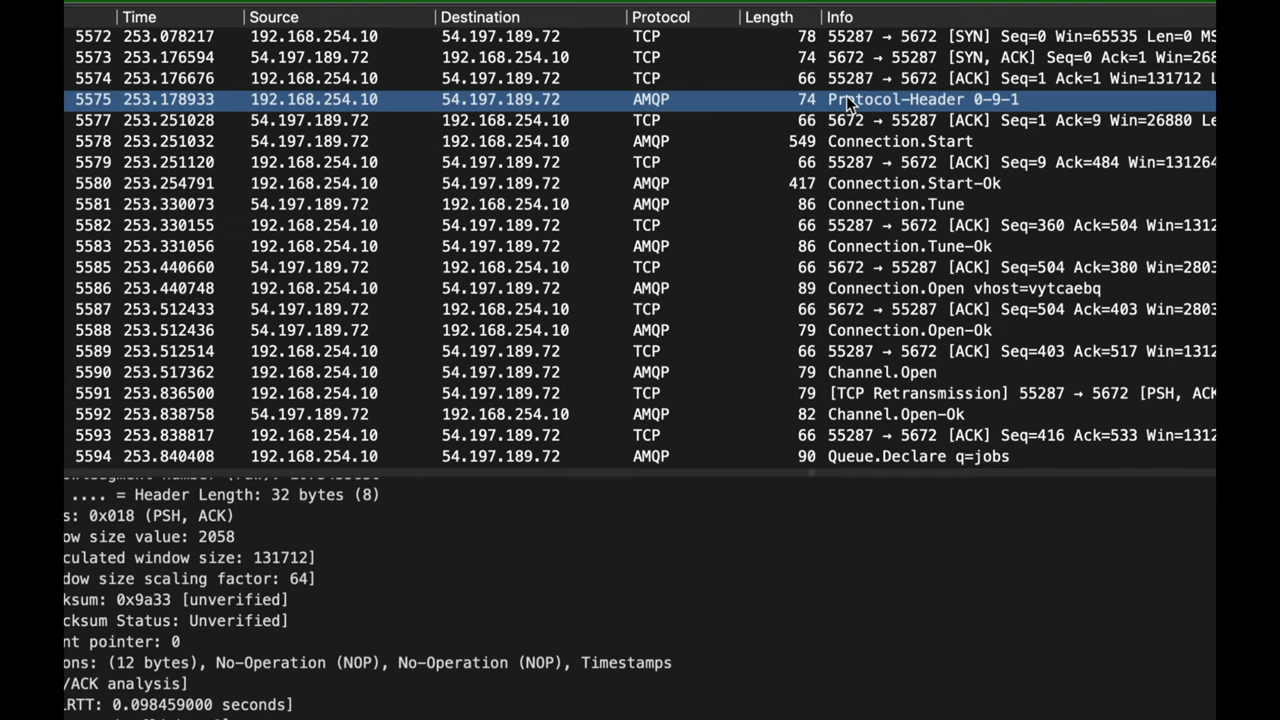 Time Source Destination Protocol Length Info
5572 253.078217 192.168.254.10 54.197.189.72 TCP 78 55287 → 5672 [SYN] Seq=0 Win=65535 Len=0 MS
5573 253.176594 54.197.189.72 192.168.254.10 TCP 74 5672 → 55287 [SYN, ACK] Seq=0 Ack=1 Win=268
5574 253.176676 192.168.254.10 54.197.189.72 TCP 66 55287 → 5672 [ACK] Seq=1 Ack=1 Win=131712 L
5575 253.178933 192.168.254.10 54.197.189.72 AMQP 74 Protocol-Header 0-9-1
5577 253.251028 54.197.189.72 192.168.254.10 TCP 66 5672 → 55287 [ACK] Seq=1 Ack=9 Win=26880 Le
5578 253.251032 54.197.189.72 192.168.254.10 AMQP 549 Connection.Start
5579 253.251120 192.168.254.10 54.197.189.72 TCP 66 55287 → 5672 [ACK] Seq=9 Ack=484 Win=131264
5580 253.254791 192.168.254.10 54.197.189.72 AMQP 417 Connection.Start-Ok
5581 253.330073 54.197.189.72 192.168.254.10 AMQP 86 Connection.Tune
5582 253.330155 192.168.254.10 54.197.189.72 TCP 66 55287 → 5672 [ACK] Seq=360 Ack=504 Win=1312
5583 253.331056 192.168.254.10 54.197.189.72 AMQP 86 Connection.Tune-Ok
5585 253.440660 54.197.189.72 192.168.254.10 TCP 66 5672 → 55287 [ACK] Seq=504 Ack=380 Win=2803
5586 253.440748 192.168.254.10 54.197.189.72 AMQP 89 Connection.Open vhost=vytcaebq
5587 253.512433 54.197.189.72 192.168.254.10 TCP 66 5672 → 55287 [ACK] Seq=504 Ack=403 Win=2803
5588 253.512436 54.197.189.72 192.168.254.10 AMQP 79 Connection.Open-Ok
5589 253.512514 192.168.254.10 54.197.189.72 TCP 66 55287 → 5672 [ACK] Seq=403 Ack=517 Win=1312
5590 253.517362 192.168.254.10 54.197.189.72 AMQP 79 Channel.Open
5591 253.836500 192.168.254.10 54.197.189.72 TCP 79 [TCP Retransmission] 55287 → 5672 [PSH, ACK
5592 253.838758 54.197.189.72 192.168.254.10 AMQP 82 Channel.Open-Ok
5593 253.838817 192.168.254.10 54.197.189.72 TCP 66 55287 → 5672 [ACK] Seq=416 Ack=533 Win=1312
5594 253.840408 192.168.254.10 54.197.189.72 AMQP 90 Queue.Declare q=jobs
.... = Header Length: 32 bytes (8)
s: 0x018 (PSH, ACK)
ow size value: 2058
culated window size: 131712]
dow size scaling factor: 64]
ksum: 0x9a33 [unverified]
cksum Status: Unverified]
nt pointer: 0
ons: (12 bytes), No-Operation (NOP), No-Operation (NOP), Timestamps
/ACK analysis]
RTT: 0.098459000 seconds]